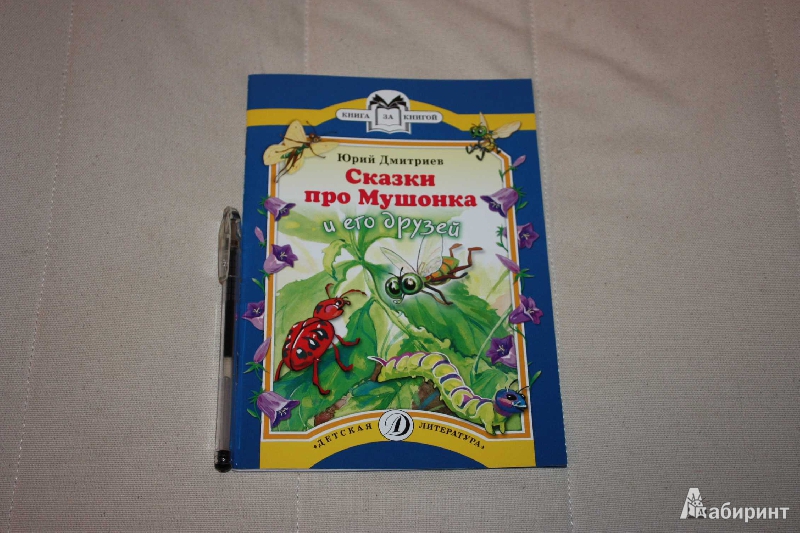 КНИГА ЗА КНИГОЙ
Юрий Дмитриев
Сказки
про Мушонка
и его друзей
«ДЕТСКАЯ Д ЛИТЕРАТУРА»
Лабиринт